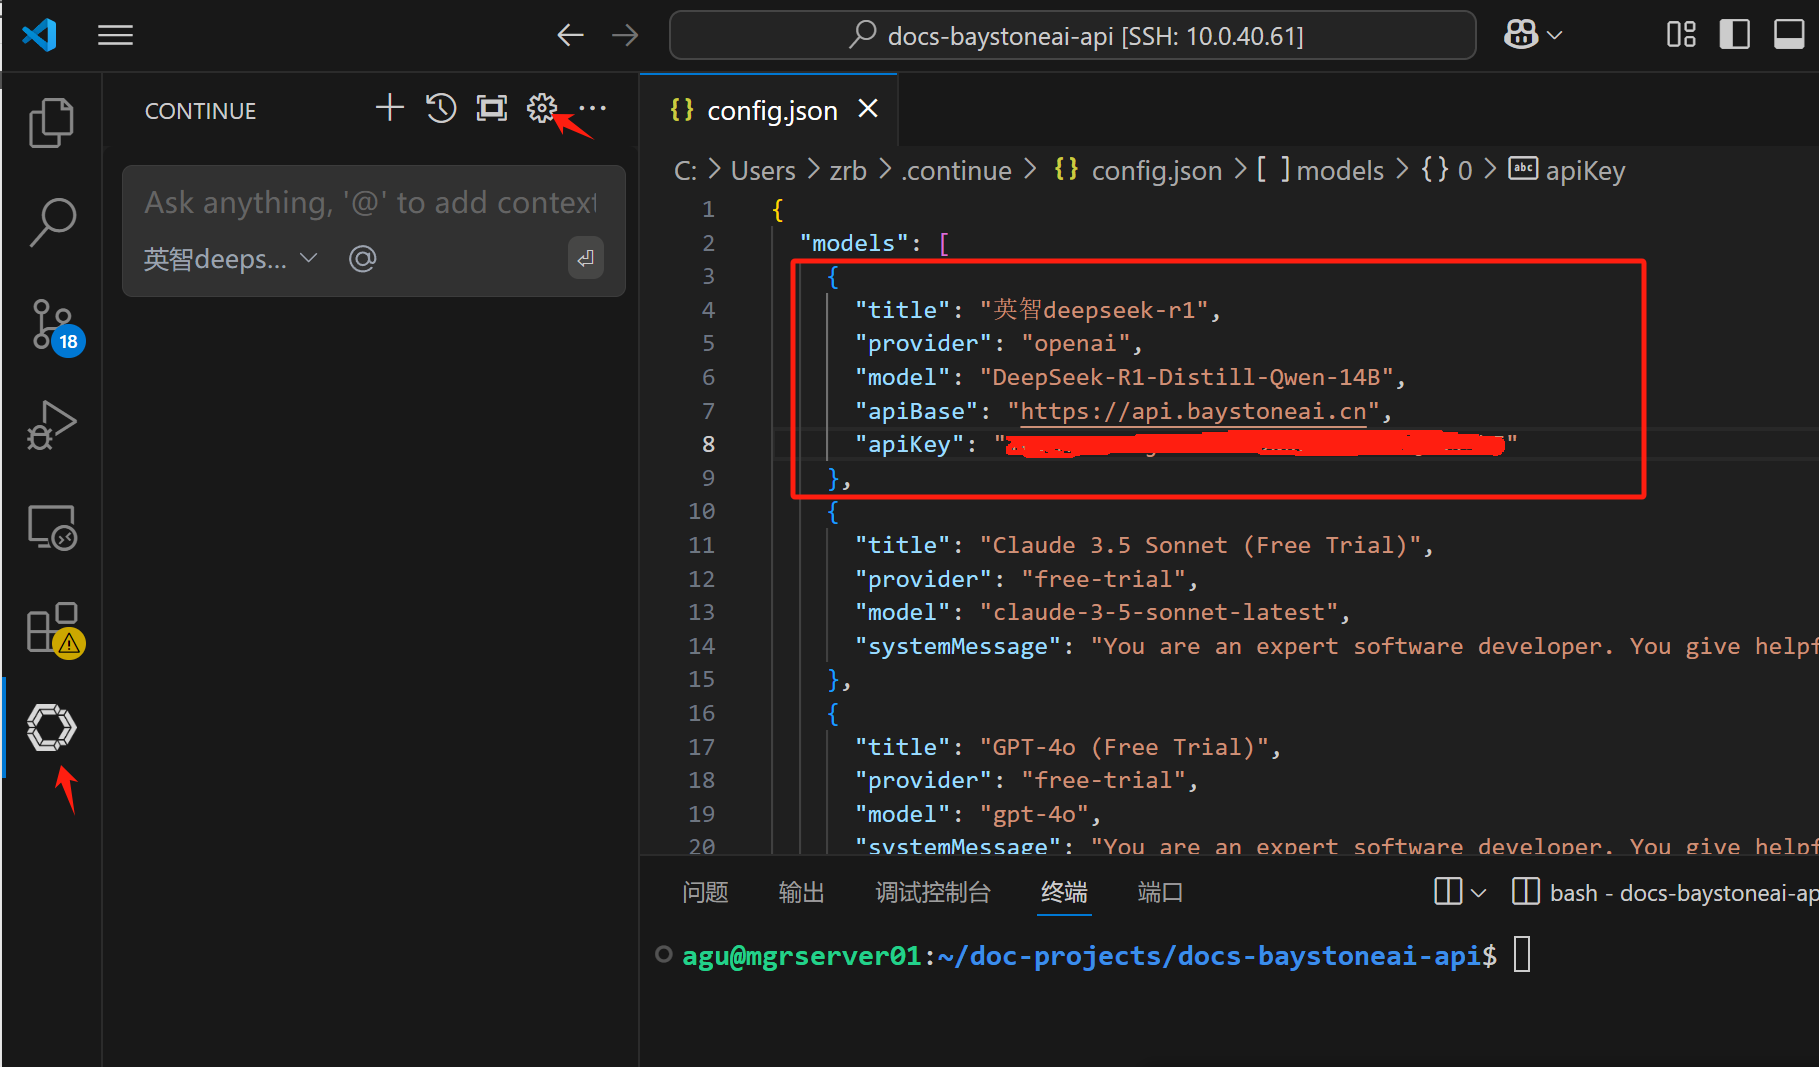 docs-baystoneai-api [SSH: 10.0.40.61]
CONTINUE
Ask anything, '@' to add context
英智deeps...
@
18
config.json
C: > Users > zrb > .continue > {} config.json > [ ] models > {} 0 > abc apiKey
1 {
2 "models": [
3 {
4 "title": "英智deepseek-r1",
5 "provider": "openai",
6 "model": "DeepSeek-R1-Distill-Qwen-14B",
7 "apiBase": "https://api.baystoneai.cn",
8 "apiKey": " "
9 },
10 {
11 "title": "Claude 3.5 Sonnet (Free Trial)",
12 "provider": "free-trial",
13 "model": "claude-3-5-sonnet-latest",
14 "systemMessage": "You are an expert software developer. You give helpf
15 },
16 {
17 "title": "GPT-4o (Free Trial)",
18 "provider": "free-trial",
19 "model": "gpt-4o",
20 "systemMessage": "You are an expert software developer. You give helpf
问题 输出 调试控制台 终端 端口
bash - docs-baystoneai-ap
agu@mgrserver01:~/doc-projects/docs-baystoneai-api$